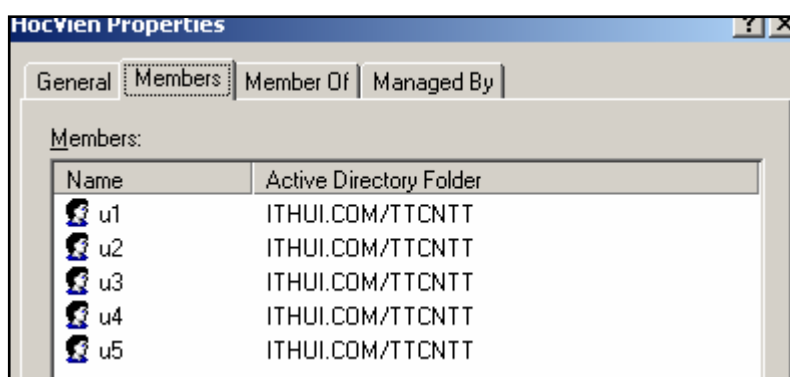 HocVien Properties ? X
General Members Member Of Managed By
Members:
Name Active Directory Folder
u1 ITHUI.COM/TTCNTT
u2 ITHUI.COM/TTCNTT
u3 ITHUI.COM/TTCNTT
u4 ITHUI.COM/TTCNTT
u5 ITHUI.COM/TTCNTT